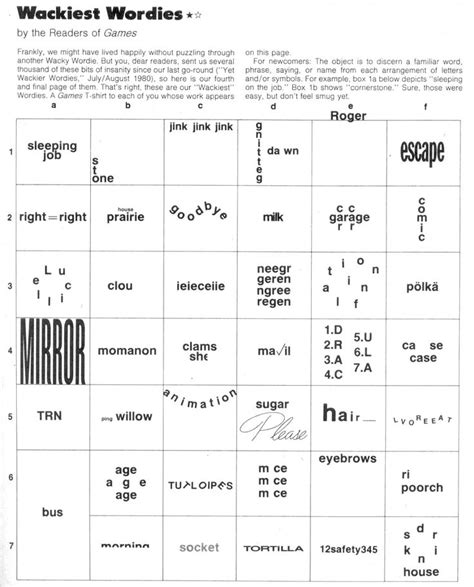 Wackiest Wordies ★☆
by the Readers of Games
Frankly, we might have lived happily without puzzling through
another Wacky Wordie. But you, dear readers, sent us several
thousand of these bits of insanity since our last go-round ("Yet
Wackier Wordies," July/August 1980), so here is our fourth
and final page of them. That's right, these are our "Wackiest"
Wordies. A Games T-shirt to each of you whose work appears
on this page.
For newcomers: The object is to discern a familiar word,
phrase, saying, or name from each arrangement of letters
and/or symbols. For example, box 1a below depicts "sleeping
on the job." Box 1b shows "cornerstone." Sure, those were
easy, but don't feel smug yet.
a b c d e f
1
sleeping
job
s
t
one
jink jink jink
g
n
i
t
t
e
g
da wn
Roger
escape
2
right=right
house
prairie
goodbye
milk
c c
garage
r r
c
o
m
i
c
3
e L u
l l i c
clou
ieieceiie
neegr
geren
ngree
regen
t i o n
a i n
l f
pölkä
4
MIRROR
momanon
clams
she
ma√il
1.D
2.R
3.A
4.C
5.U
6.L
7.A
ca se
case
5
TRN
ping willow
animation
sugar
Please
hair_
LVOREEAT
6
bus
age
a g e
age
TU LOIPES
m ce
m ce
m ce
eyebrows
ri
poorch
7
morning
socket
TORTILLA
12safety345
s d r
k i n
house